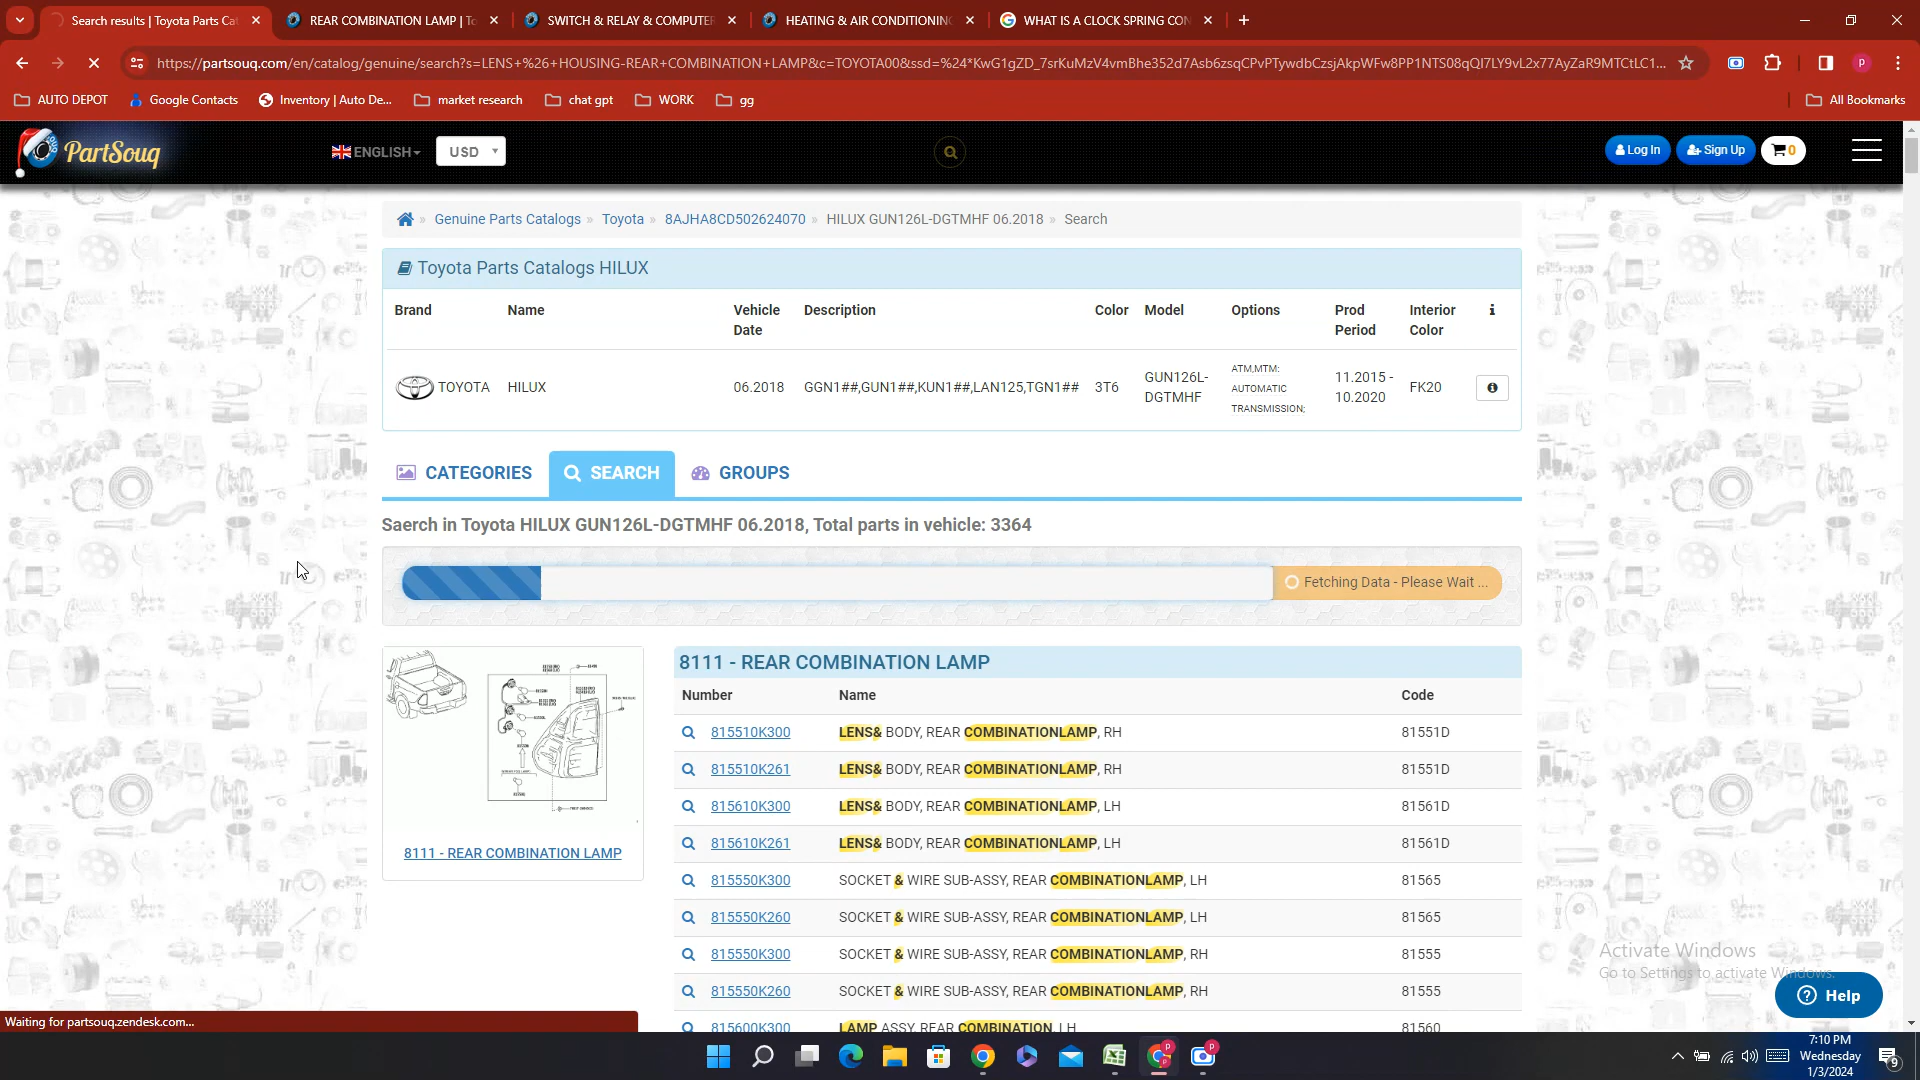 Search results | Toyota Parts Cat
REAR COMBINATION LAMP | To
SWITCH & RELAY & COMPUTER
HEATING & AIR CONDITIONING
WHAT IS A CLOCK SPRING CON
https://partsouq.com/en/catalog/genuine/search?s=LENS+%26+HOUSING-REAR+COMBINATION+LAMP&c=TOYOTA00&ssd=%24*KwG1gZD_7srKuMzV4vmBhe352d7Asb6zsqCPvPTywdbCzsjAkpWFw8PP1NTS08qQI7LY9vL2x77AyZaR9MTCtLC1...
AUTO DEPOT
Google Contacts
Inventory | Auto De...
market research
chat gpt
WORK
gg
All Bookmarks
PartSouq
ENGLISH
USD
Log In
Sign Up
0
Genuine Parts Catalogs » Toyota » 8AJHA8CD502624070 » HILUX GUN126L-DGTMHF 06.2018 » Search
Toyota Parts Catalogs HILUX
Brand Name Vehicle Date Description Color Model Options Prod Period Interior Color
TOYOTA HILUX 06.2018 GGN1##,GUN1##,KUN1##,LAN125,TGN1## 3T6 GUN126L-DGTMHF ATM,MTM: AUTOMATIC TRANSMISSION; 11.2015 - 10.2020 FK20
CATEGORIES
SEARCH
GROUPS
Saerch in Toyota HILUX GUN126L-DGTMHF 06.2018, Total parts in vehicle: 3364
Fetching Data - Please Wait ...
8111 - REAR COMBINATION LAMP
8111 - REAR COMBINATION LAMP
Number Name Code
815510K300 LENS& BODY, REAR COMBINATIONLAMP, RH 81551D
815510K261 LENS& BODY, REAR COMBINATIONLAMP, RH 81551D
815610K300 LENS& BODY, REAR COMBINATIONLAMP, LH 81561D
815610K261 LENS& BODY, REAR COMBINATIONLAMP, LH 81561D
815550K300 SOCKET & WIRE SUB-ASSY, REAR COMBINATIONLAMP, LH 81565
815550K260 SOCKET & WIRE SUB-ASSY, REAR COMBINATIONLAMP, LH 81565
815550K300 SOCKET & WIRE SUB-ASSY, REAR COMBINATIONLAMP, RH 81555
815550K260 SOCKET & WIRE SUB-ASSY, REAR COMBINATIONLAMP, RH 81555
815600K300 LAMP ASSY, REAR COMBINATION, LH 81560
Activate Windows
Go to Settings to activate Windows.
Help
Waiting for partsouq.zendesk.com...
7:10 PM
Wednesday
1/3/2024
9